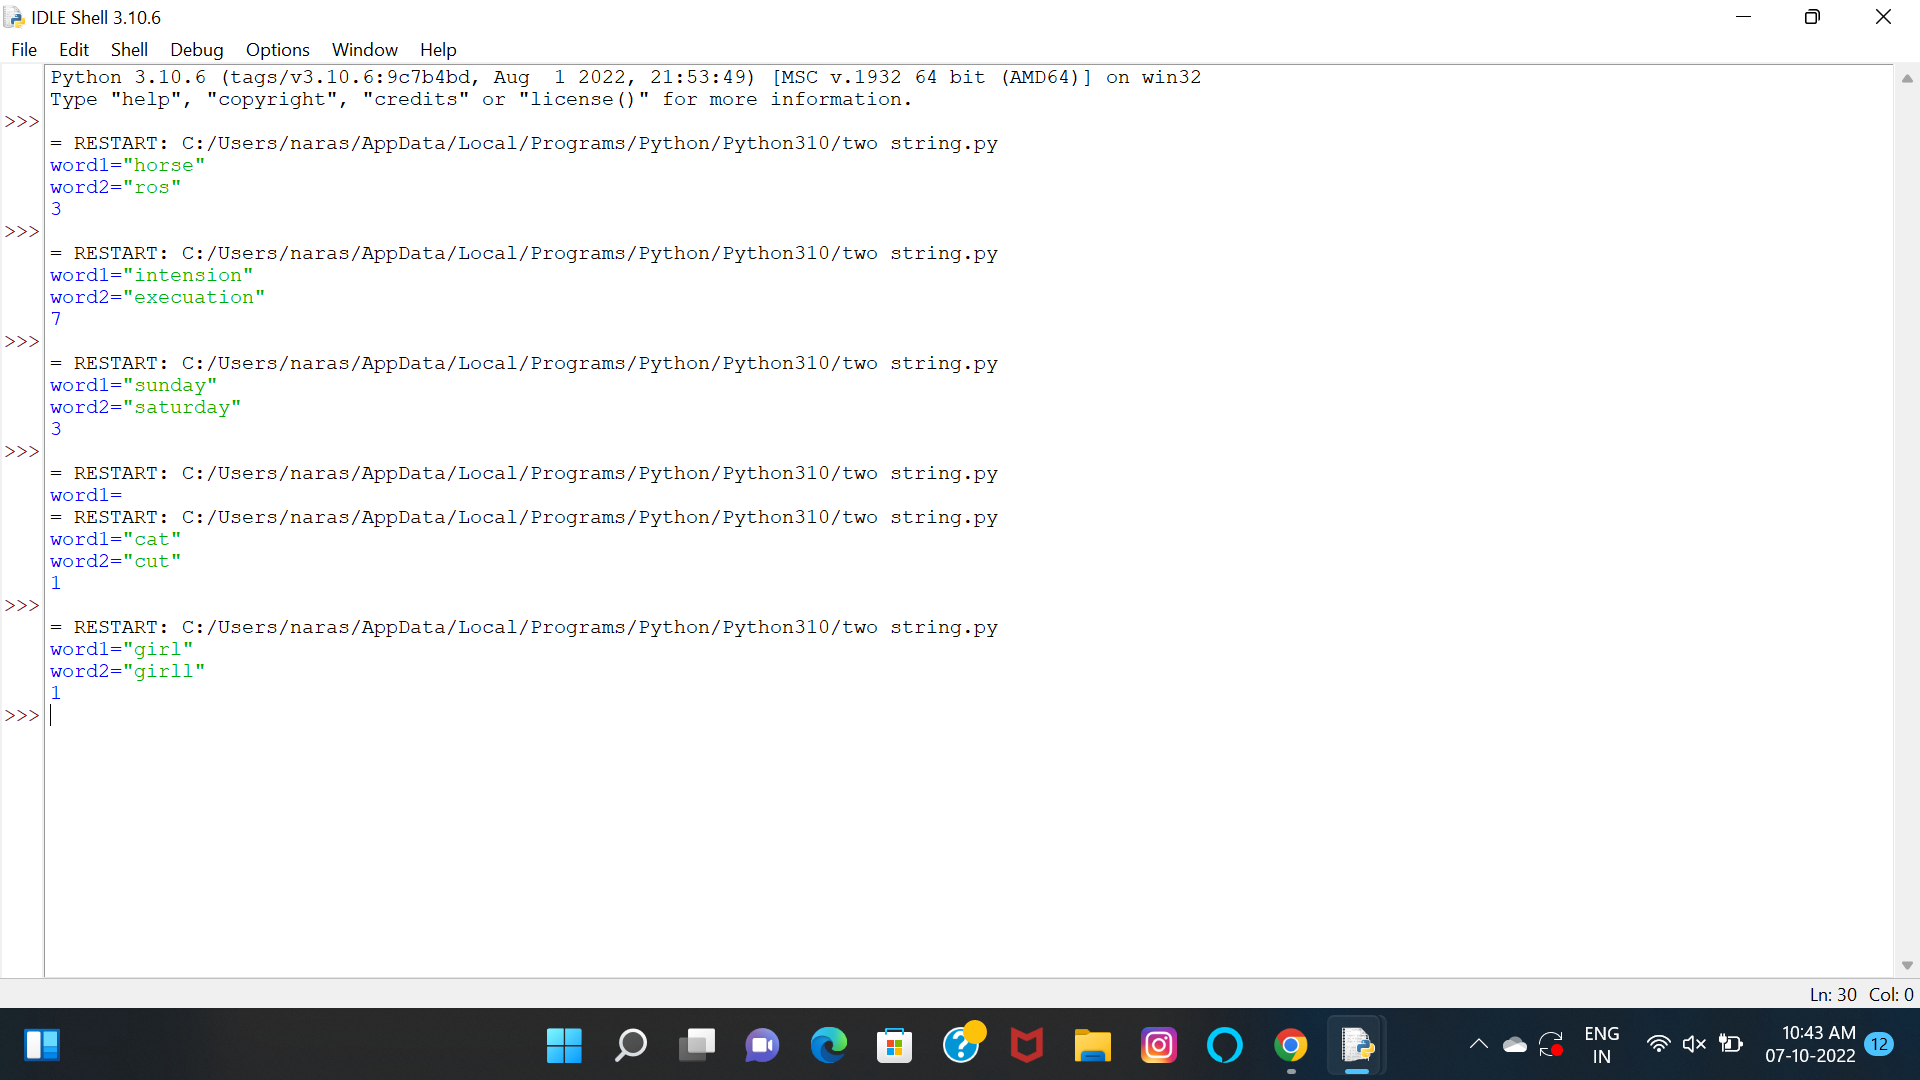 IDLE Shell 3.10.6
File Edit Shell Debug Options Window Help
Python 3.10.6 (tags/v3.10.6:9c7b4bd, Aug  1 2022, 21:53:49) [MSC v.1932 64 bit (AMD64)] on win32
Type "help", "copyright", "credits" or "license()" for more information.
>>>
= RESTART: C:/Users/naras/AppData/Local/Programs/Python/Python310/two string.py
word1="horse"
word2="ros"
3
>>>
= RESTART: C:/Users/naras/AppData/Local/Programs/Python/Python310/two string.py
word1="intension"
word2="execuation"
7
>>>
= RESTART: C:/Users/naras/AppData/Local/Programs/Python/Python310/two string.py
word1="sunday"
word2="saturday"
3
>>>
= RESTART: C:/Users/naras/AppData/Local/Programs/Python/Python310/two string.py
word1=
= RESTART: C:/Users/naras/AppData/Local/Programs/Python/Python310/two string.py
word1="cat"
word2="cut"
1
>>>
= RESTART: C:/Users/naras/AppData/Local/Programs/Python/Python310/two string.py
word1="girl"
word2="girll"
1
>>>
Ln: 30 Col: 0
ENG 10:43 AM
IN 07-10-2022 12